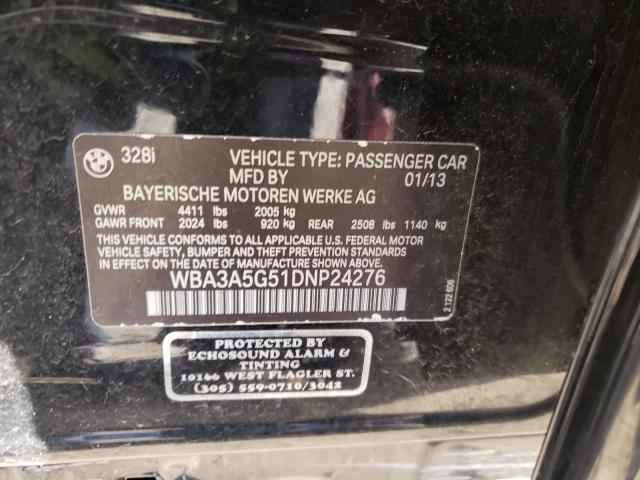 328i VEHICLE TYPE: PASSENGER CAR
MFD BY 01/13
BAYERISCHE MOTOREN WERKE AG
GVWR 4411 lbs 2005 kg
GAWR FRONT 2024 lbs 920 kg REAR 2508 lbs 1140 kg
THIS VEHICLE CONFORMS TO ALL APPLICABLE U.S. FEDERAL MOTOR
VEHICLE SAFETY, BUMPER AND THEFT PREVENTION STANDARDS
IN EFFECT ON THE DATE OF MANUFACTURE SHOWN ABOVE.
WBA3A5G51DNP24276
2 122 606
PROTECTED BY
ECHOSOUND ALARM &
TINTING
10166 WEST FLAGLER ST.
(305) 559-0710/3042